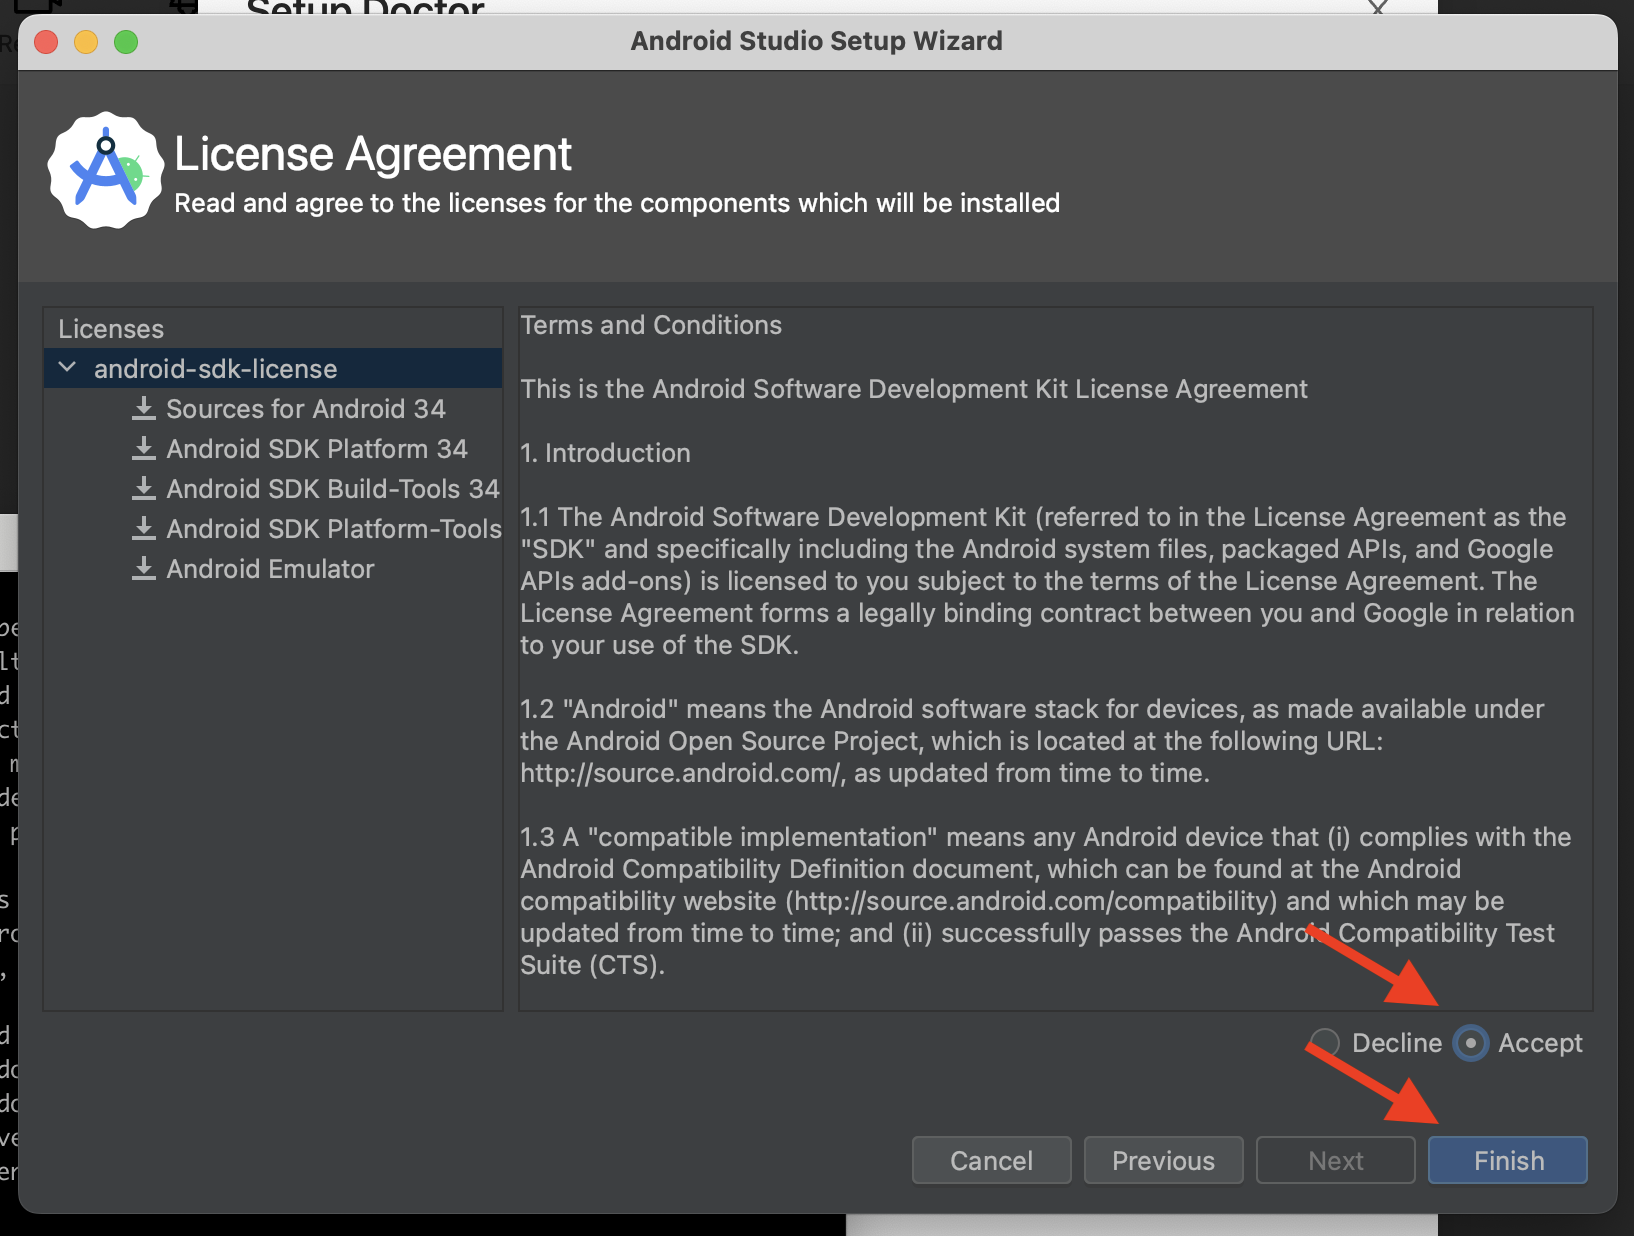 Setup Doctor
Android Studio Setup Wizard
License Agreement
Read and agree to the licenses for the components which will be installed
Licenses
android-sdk-license
Sources for Android 34
Android SDK Platform 34
Android SDK Build-Tools 34
Android SDK Platform-Tools
Android Emulator
Terms and Conditions
This is the Android Software Development Kit License Agreement
1. Introduction
1.1 The Android Software Development Kit (referred to in the License Agreement as the
"SDK" and specifically including the Android system files, packaged APIs, and Google
APIs add-ons) is licensed to you subject to the terms of the License Agreement. The
License Agreement forms a legally binding contract between you and Google in relation
to your use of the SDK.
1.2 "Android" means the Android software stack for devices, as made available under
the Android Open Source Project, which is located at the following URL:
http://source.android.com/, as updated from time to time.
1.3 A "compatible implementation" means any Android device that (i) complies with the
Android Compatibility Definition document, which can be found at the Android
compatibility website (http://source.android.com/compatibility) and which may be
updated from time to time; and (ii) successfully passes the Android Compatibility Test
Suite (CTS).
Decline Accept
Cancel Previous Next Finish